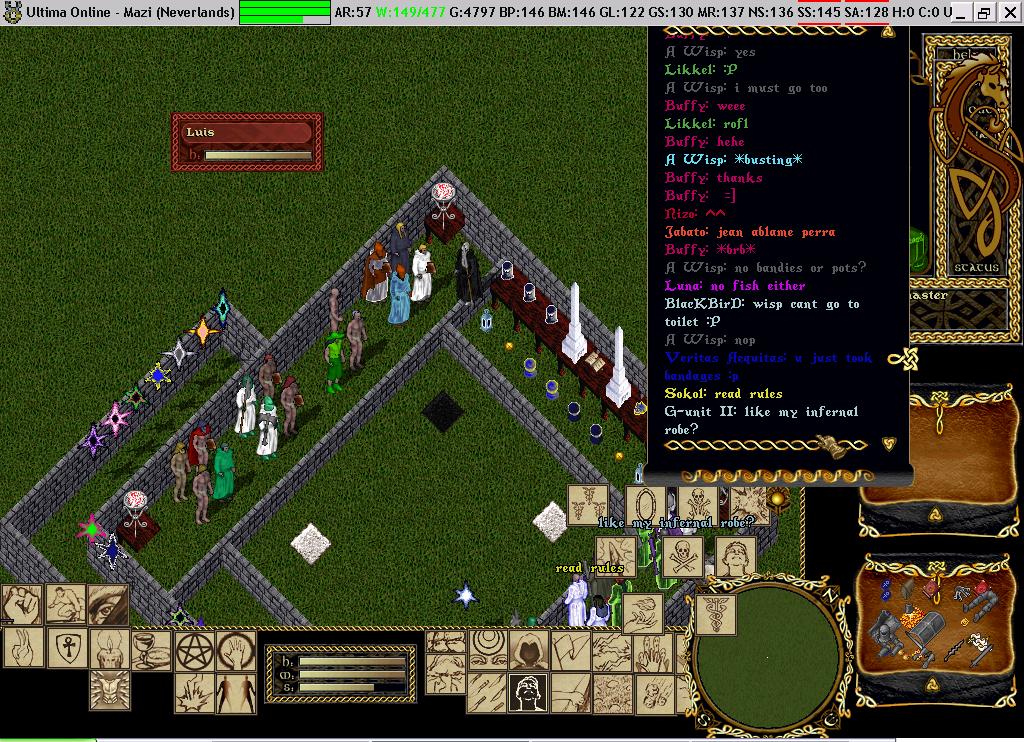 Ultima Online - Mazi (Neverlands) AR:57 W:149/477 G:4797 BP:146 BM:146 GL:122 GS:130 MR:137 NS:136 SS:145 SA:128 H:0 C:0 U
Buffy:
A Wisp: yes
Likkel: :P
A Wisp: i must go too
Buffy: weee
Likkel: rofl
Buffy: hehe
A Wisp: *busting*
Buffy: thanks
Buffy: =]
Nizo: ^^
Jabato: jean ablame perra
Buffy: *brb*
A Wisp: no bandies or pots?
Luna: no fish either
BlacKBirD: wisp cant go to
toilet :P
A Wisp: nop
Veritas Aequitas: u just took
bandages :p
Sokol: read rules
G-unit II: like my infernal
robe?
Luis
h:
hel
STATUS
master
like my infernal robe?
read rules
h:
m:
s:
N
S